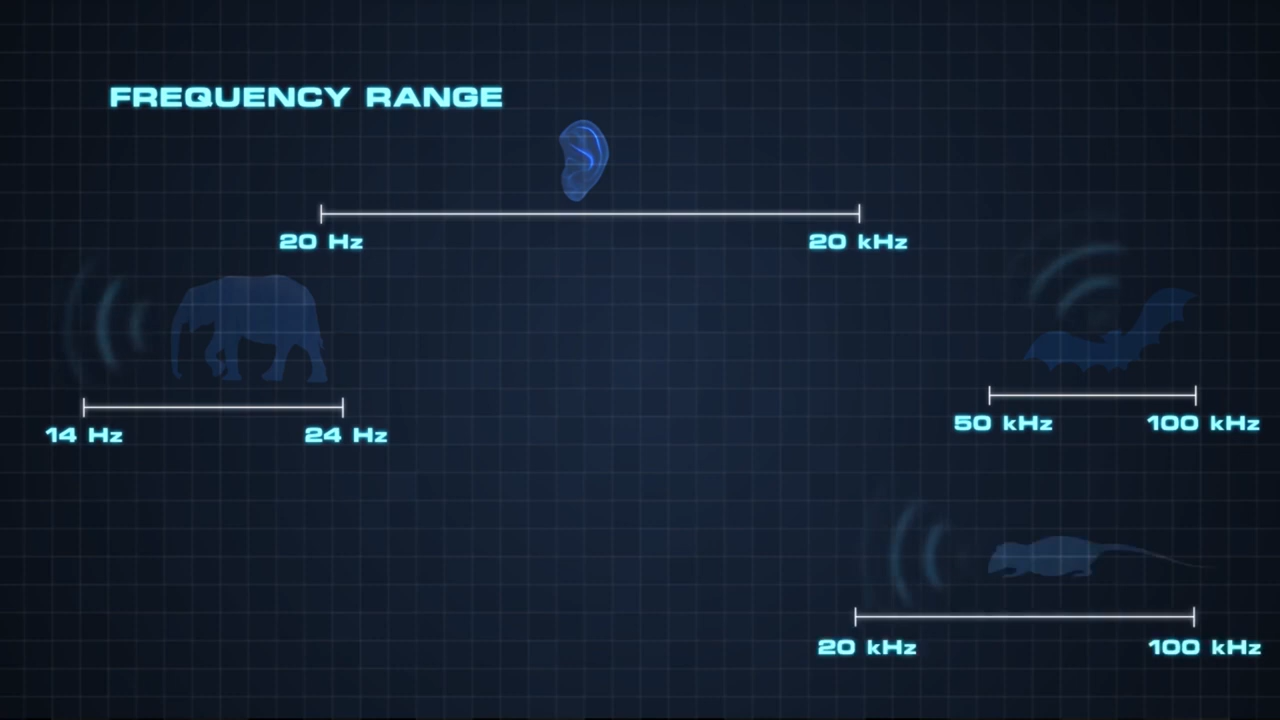 FREQUENCY RANGE
20 Hz
20 kHz
14 Hz
24 Hz
50 kHz
100 kHz
20 kHz
100 kHz